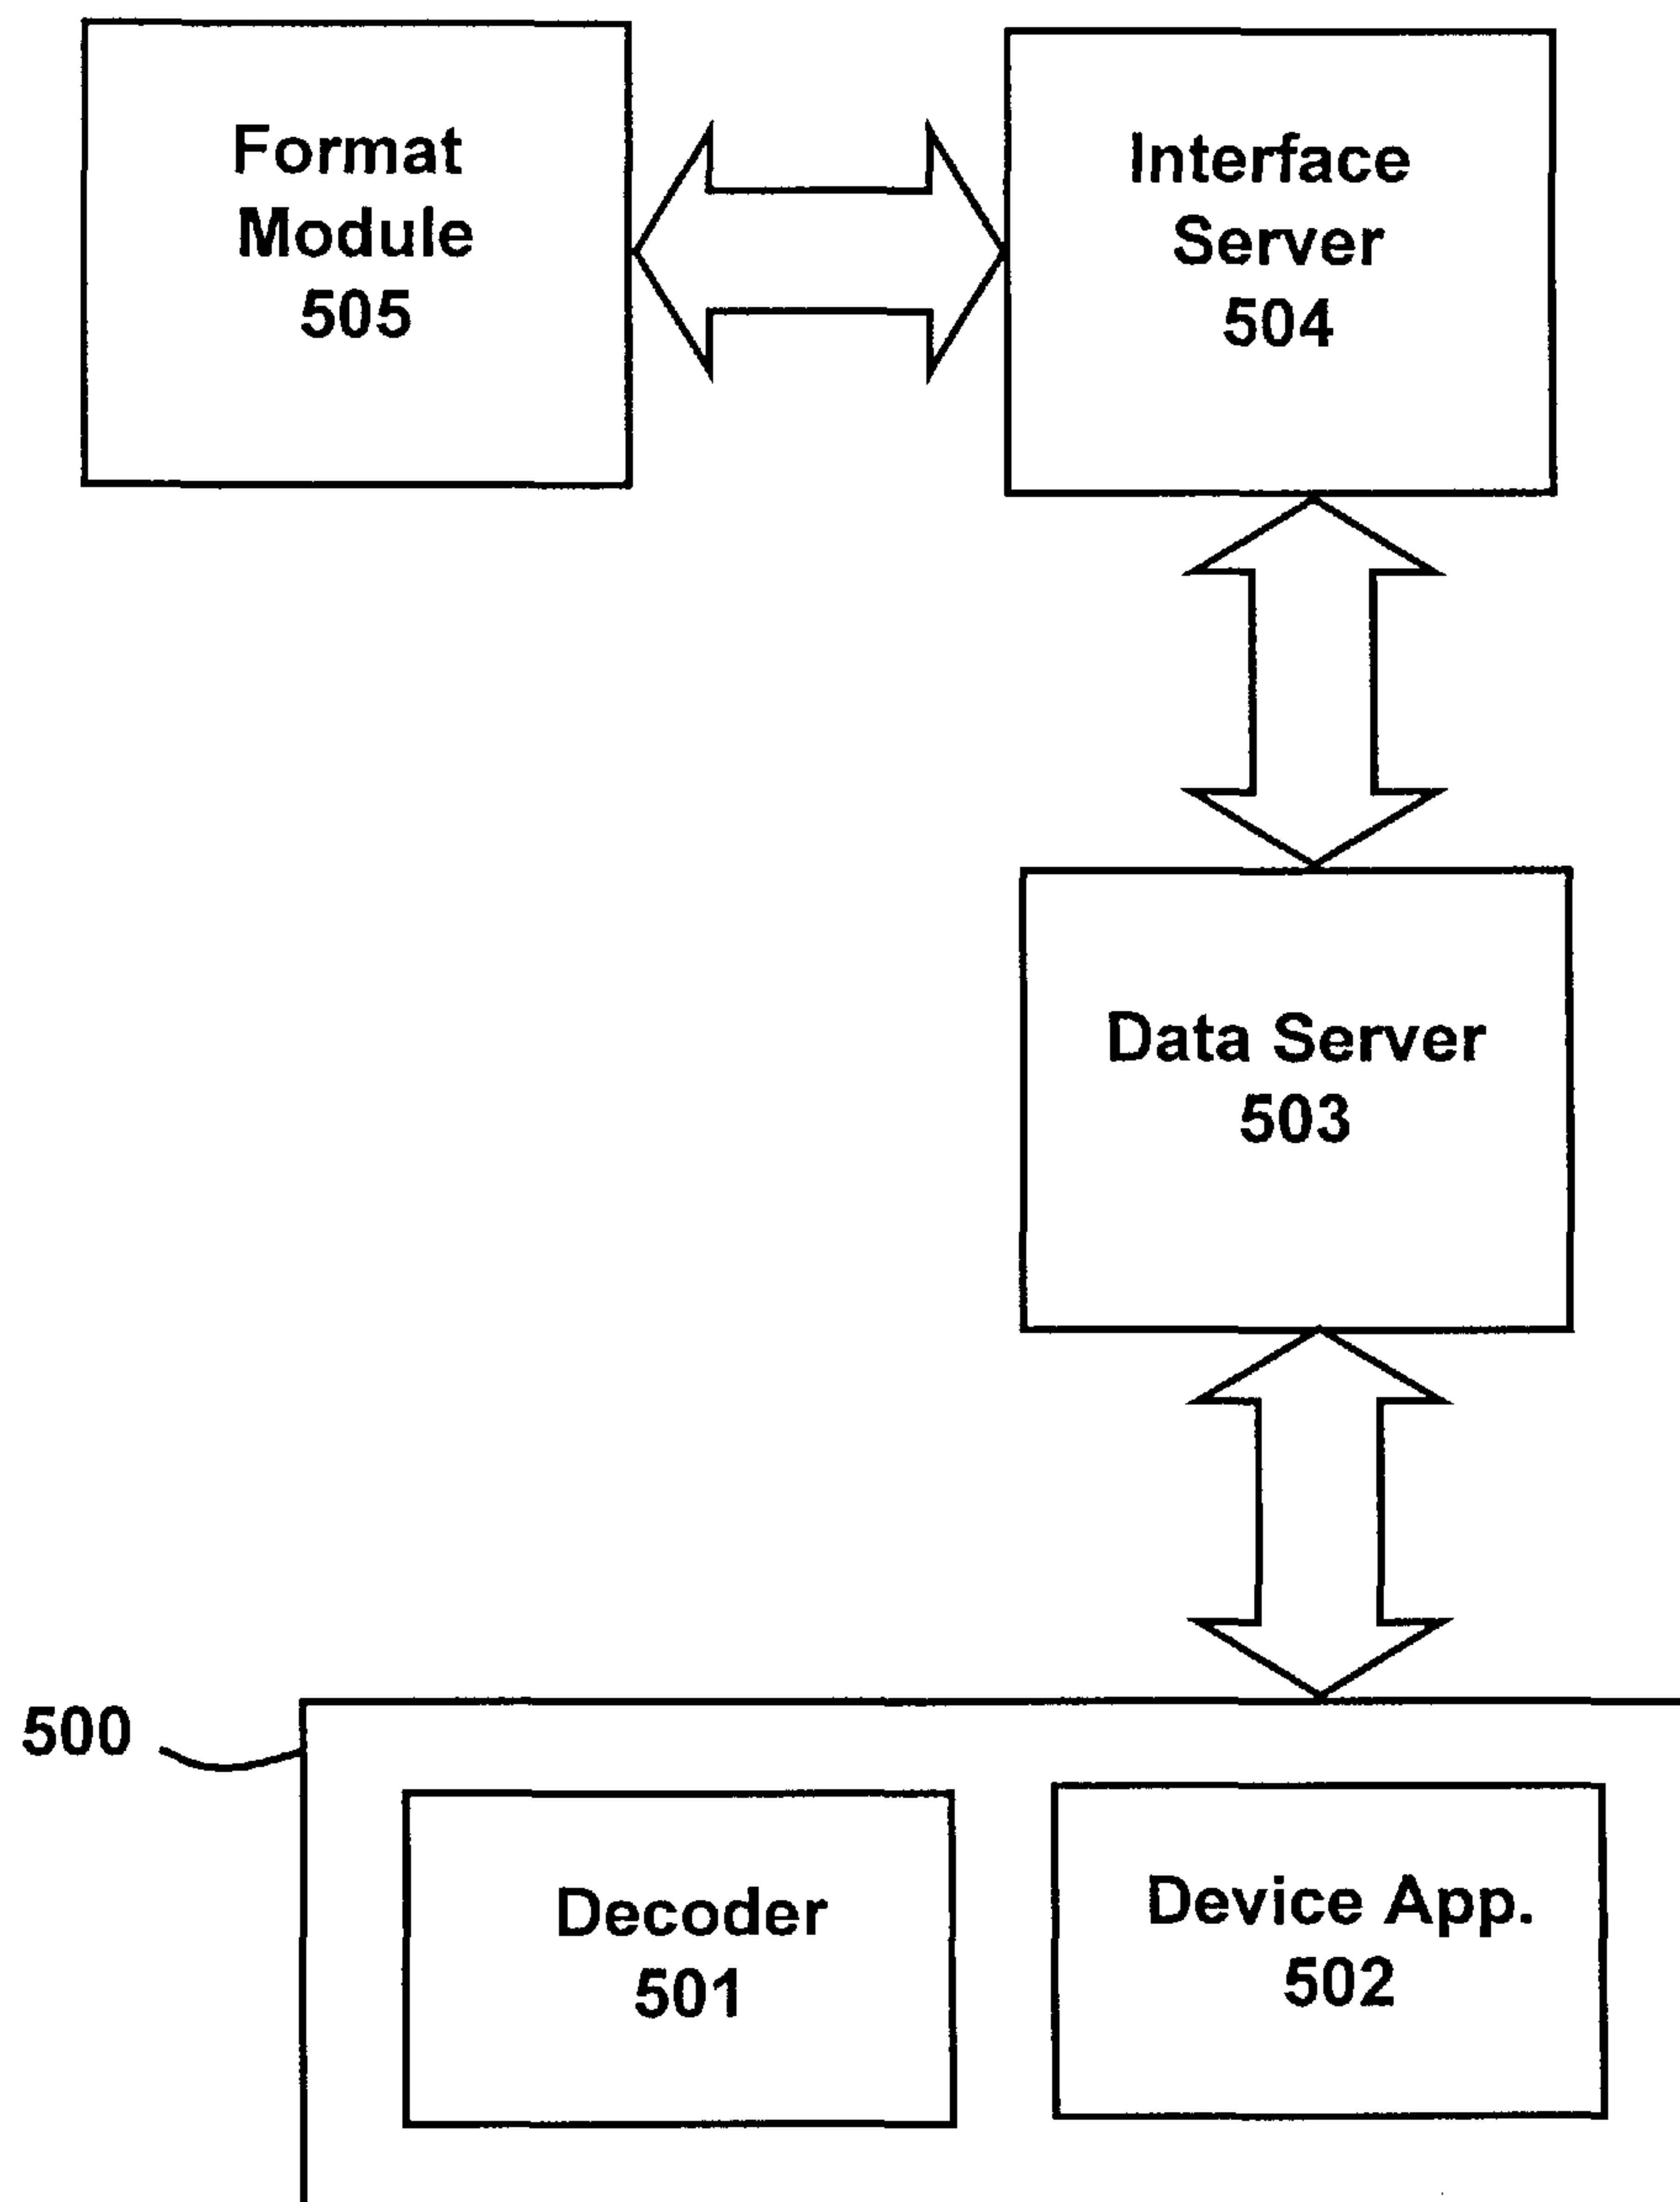 Format
Module
505
Interface
Server
504
Data Server
503
500
Decoder
501
Device App.
502